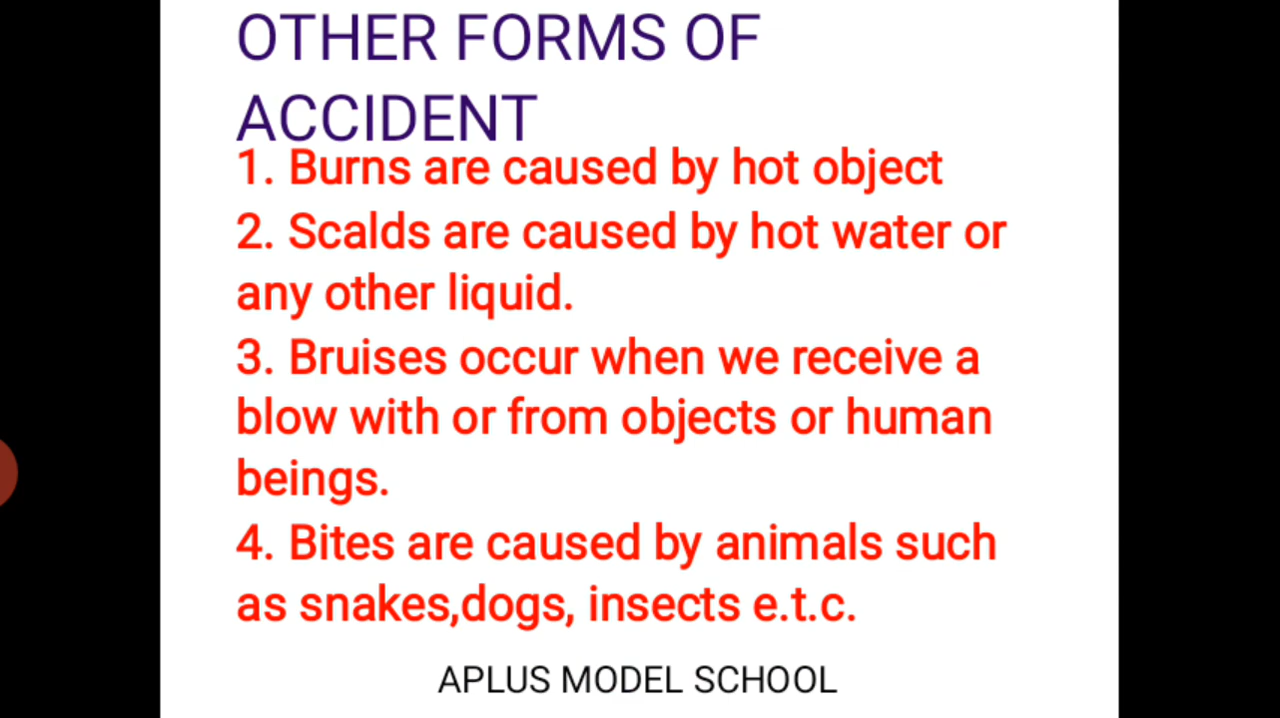 OTHER FORMS OF
ACCIDENT
1. Burns are caused by hot object
2. Scalds are caused by hot water or
any other liquid.
3. Bruises occur when we receive a
blow with or from objects or human
beings.
4. Bites are caused by animals such
as snakes,dogs, insects e.t.c.
APLUS MODEL SCHOOL